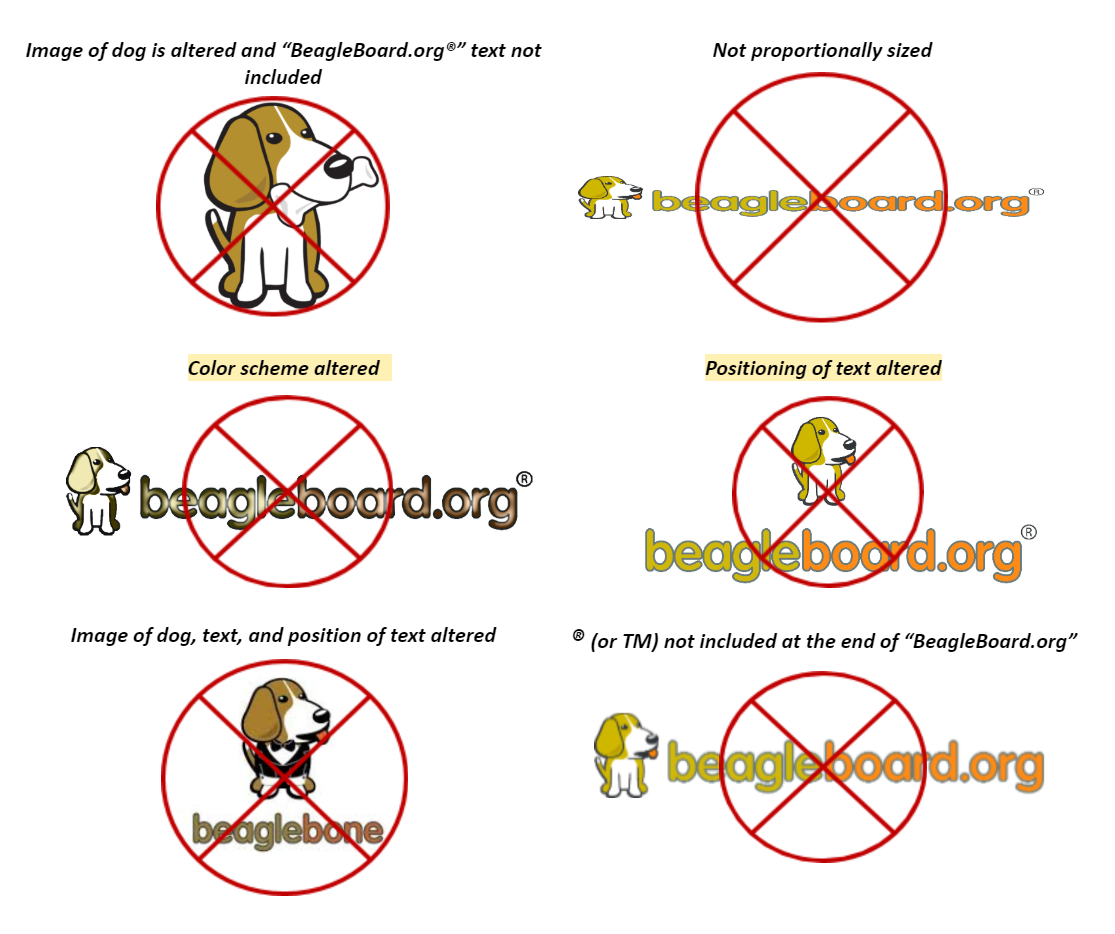 Image of dog is altered and “BeagleBoard.org®” text not
included
Not proportionally sized
beagleboard.org®
Color scheme altered
Positioning of text altered
beagleboard.org®
beagleboard.org®
Image of dog, text, and position of text altered
® (or TM) not included at the end of “BeagleBoard.org”
beaglebone
beagleboard.org